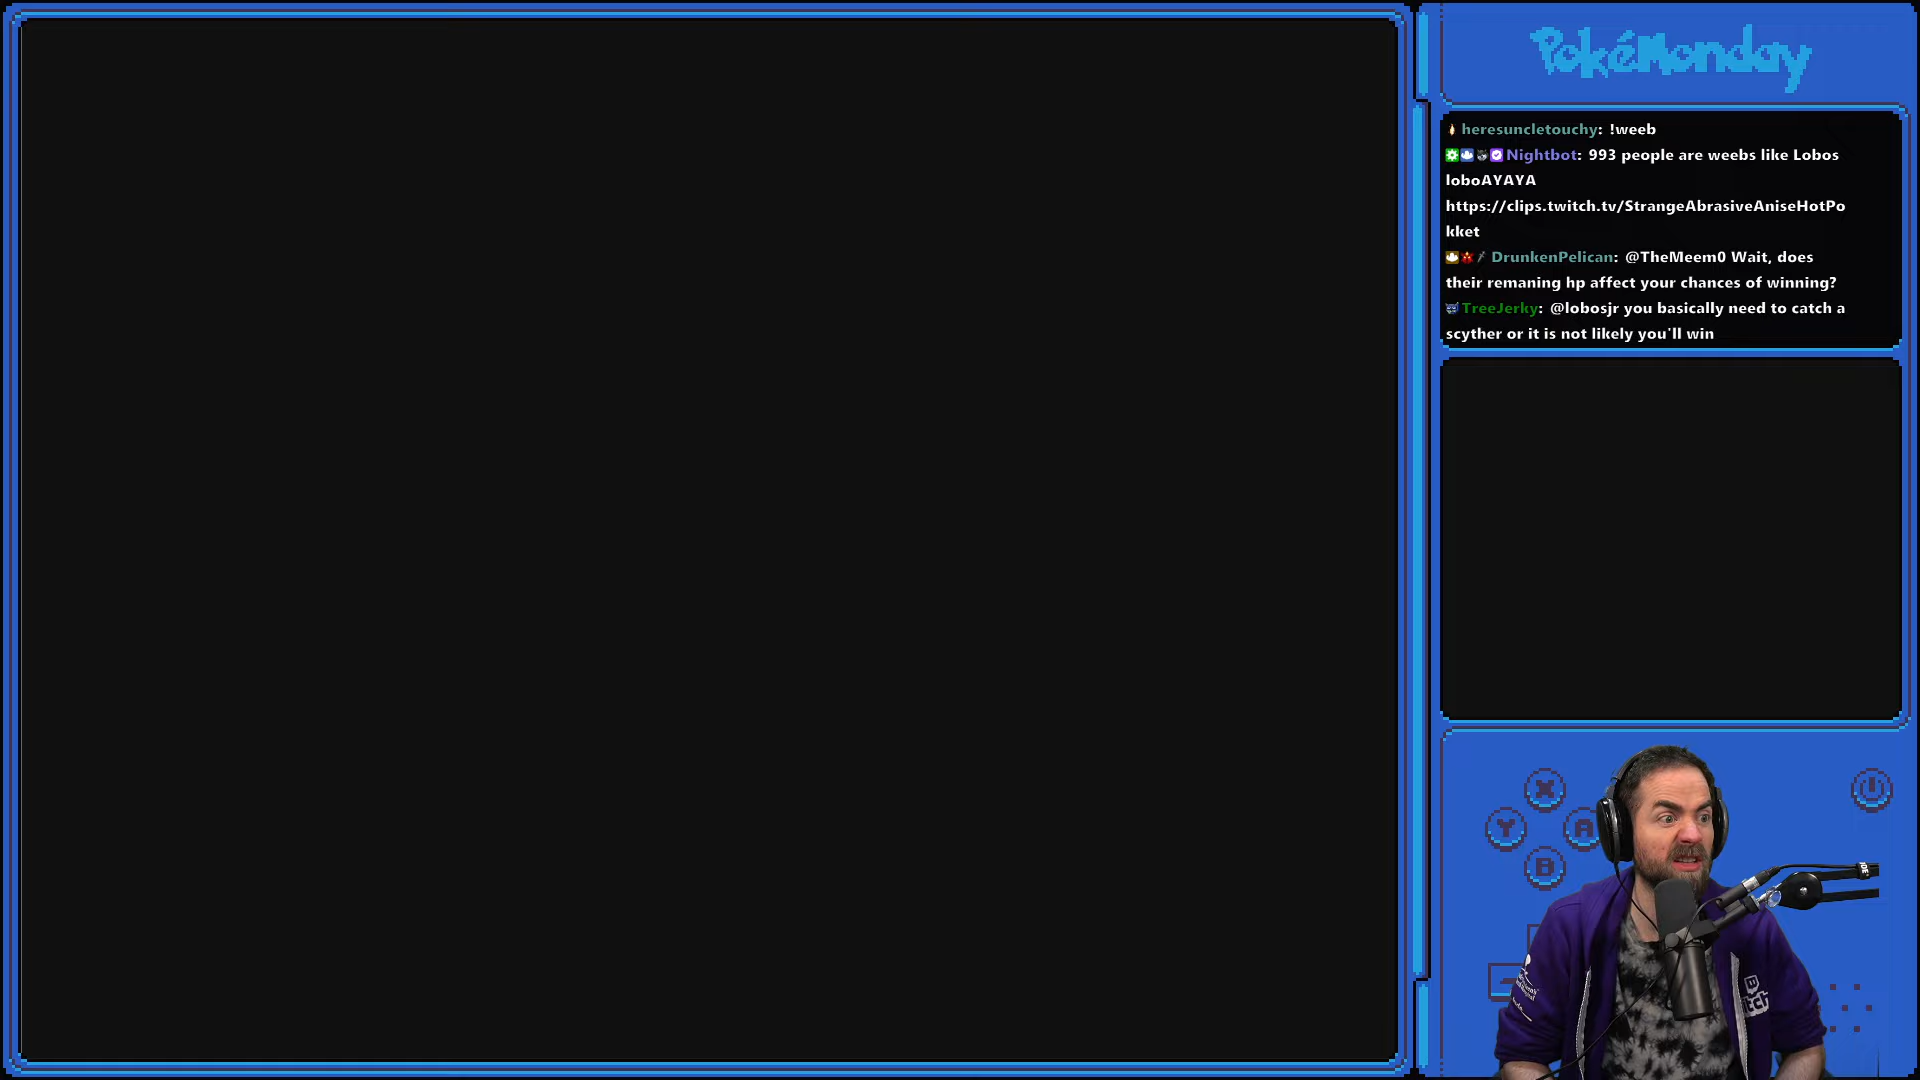 PokéMonday
heresuncletouchy: !weeb
Nightbot: 993 people are weebs like Lobos
loboAYAYA
https://clips.twitch.tv/StrangeAbrasiveAniseHotPo
kket
DrunkenPelican: @TheMeem0 Wait, does
their remaning hp affect your chances of winning?
TreeJerky: @lobosjr you basically need to catch a
scyther or it is not likely you'll win
X
Y A
B